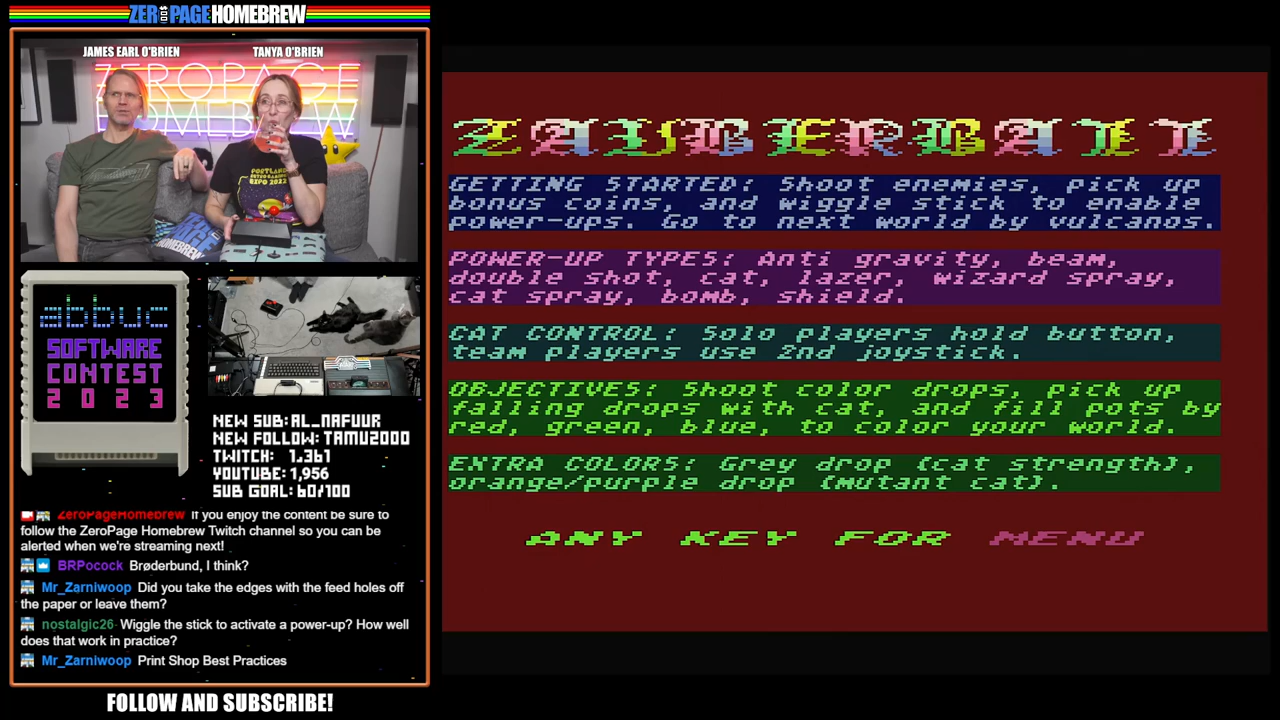 ZEROPAGE HOMEBREW
JAMES EARL O'BRIEN
TANYA O'BRIEN
ZEROPAGE
HOMEBREW
PORTLAND
RETRO GAMING
EXPO 2022
abbuc
SOFTWARE
CONTEST
2023
NEW SUB: AL_NAFUUR
NEW FOLLOW: TAMU2000
TWITCH: 1,361
YOUTUBE: 1,956
SUB GOAL: 60/100
ZeroPageHomebrew If you enjoy the content be sure to
follow the ZeroPage Homebrew Twitch channel so you can be
alerted when we're streaming next!
BRPocock Brøderbund, I think?
Mr_Zarniwoop Did you take the edges with the feed holes off
the paper or leave them?
nostalgic26 Wiggle the stick to activate a power-up? How well
does that work in practice?
Mr_Zarniwoop Print Shop Best Practices
FOLLOW AND SUBSCRIBE!
ZAUBERBALL
GETTING STARTED: Shoot enemies, pick up
bonus coins, and wiggle stick to enable
power-ups. Go to next world by vulcanos.
POWER-UP TYPES: Anti gravity, beam,
double shot, cat, lazer, wizard spray,
cat spray, bomb, shield.
CAT CONTROL: Solo players hold button,
team players use 2nd joystick.
OBJECTIVES: Shoot color drops, pick up
falling drops with cat, and fill pots by
red, green, blue, to color your world.
EXTRA COLORS: Grey drop (cat strength),
orange/purple drop (mutant cat).
ANY KEY FOR MENU